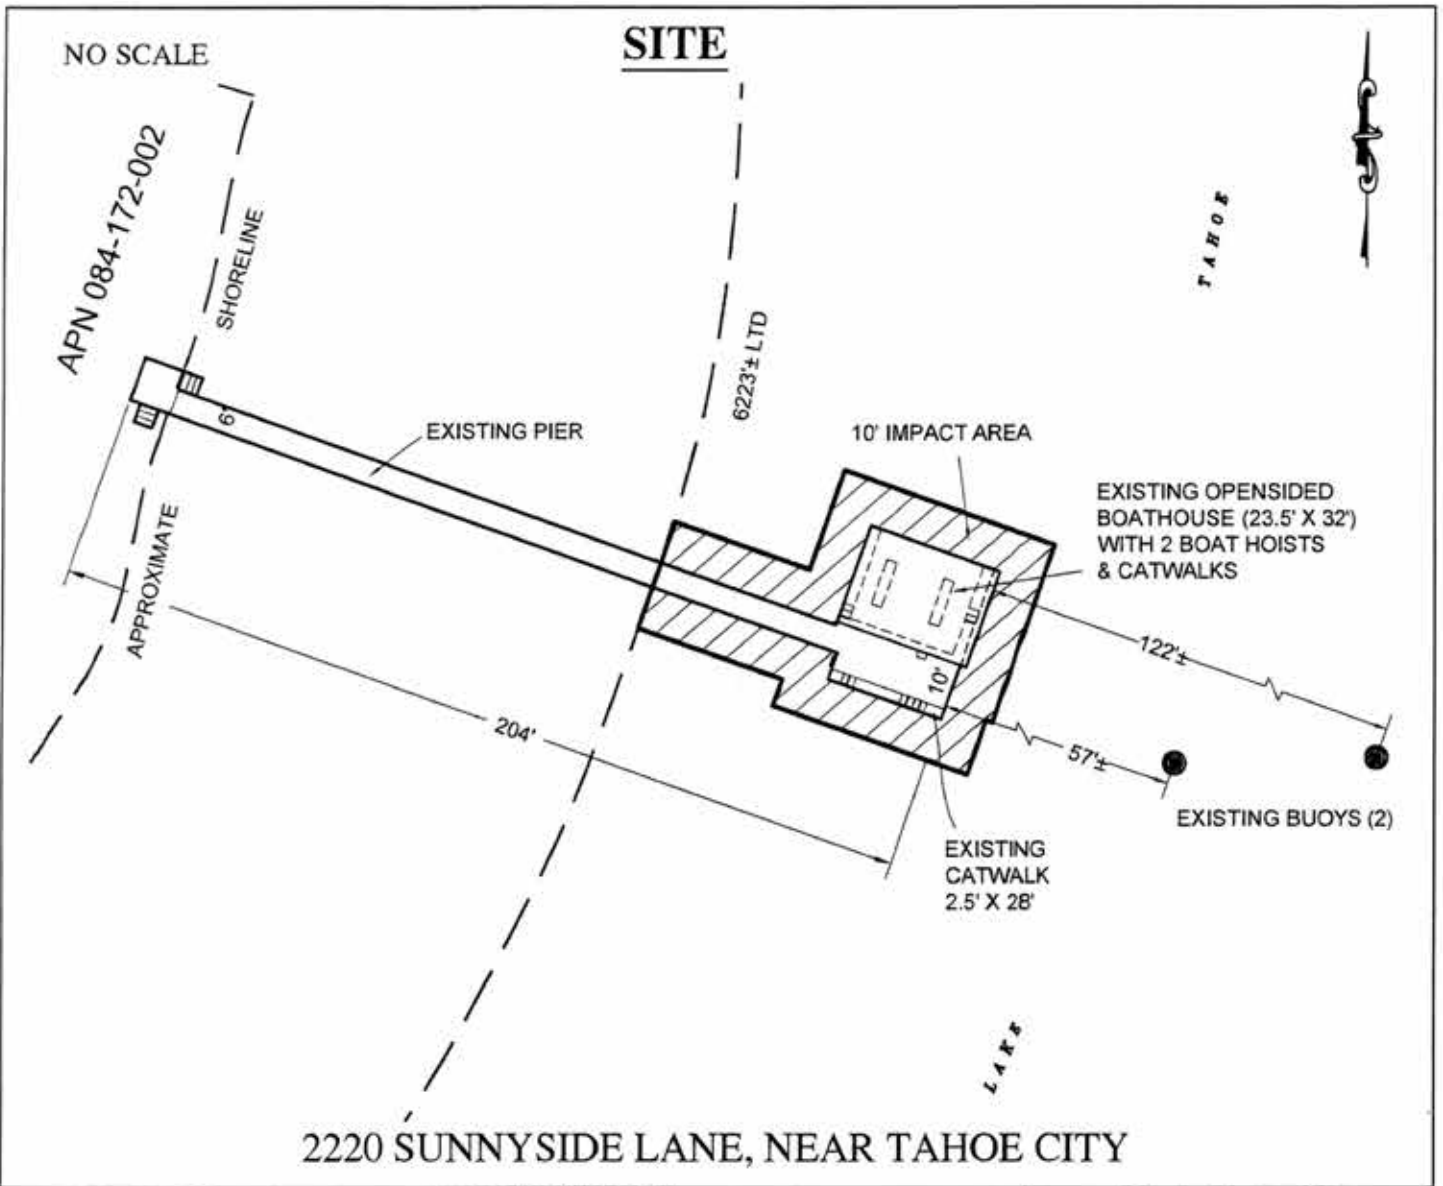 NO SCALE
SITE
APN 084-172-002
SHORELINE
TAHOE
6223'± LTD
6'
EXISTING PIER
10' IMPACT AREA
EXISTING OPENSIDED
BOATHOUSE (23.5' X 32')
WITH 2 BOAT HOISTS
& CATWALKS
APPROXIMATE
122'±
10'
204'
57'±
EXISTING BUOYS (2)
EXISTING
CATWALK
2.5' X 28'
LAKE
2220 SUNNYSIDE LANE, NEAR TAHOE CITY